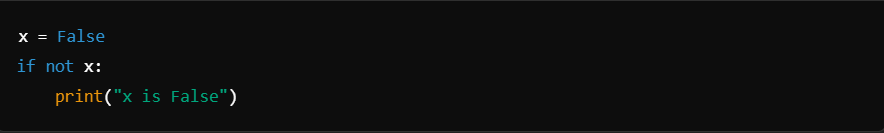 x = False
if not x:
    print("x is False")